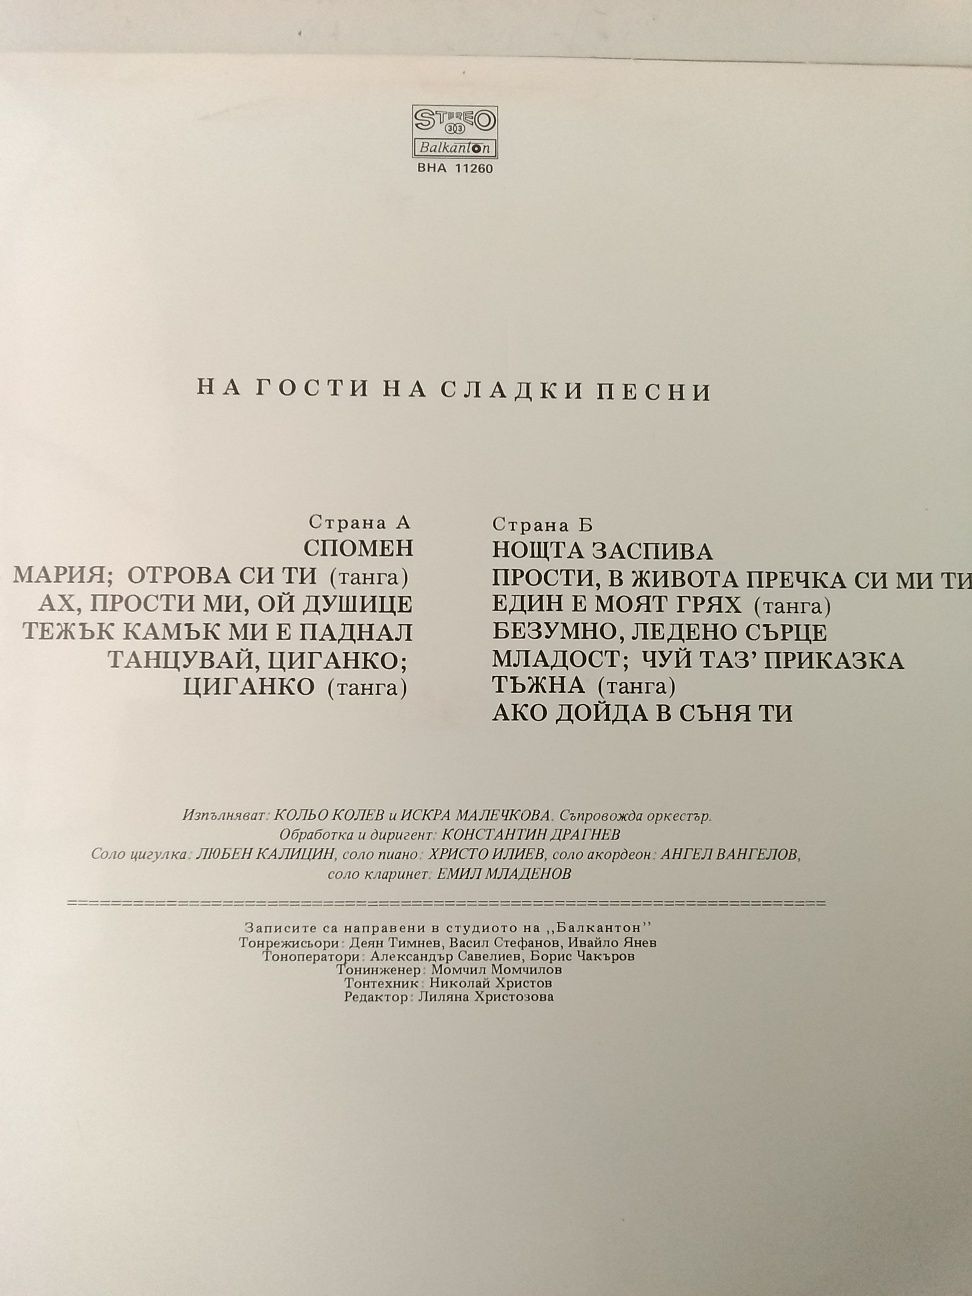 STEREO
33
Balkanton
ВНА 11260
НА ГОСТИ НА СЛАДКИ ПЕСНИ
Страна А
СПОМЕН
МАРИЯ; ОТРОВА СИ ТИ (танга)
АХ, ПРОСТИ МИ, ОЙ ДУШИЦЕ
ТЕЖЪК КАМЪК МИ Е ПАДНАЛ
ТАНЦУВАЙ, ЦИГАНКО;
ЦИГАНКО (танга)
Страна Б
НОЩТА ЗАСПИВА
ПРОСТИ, В ЖИВОТА ПРЕЧКА СИ МИ ТИ
ЕДИН Е МОЯТ ГРЯХ (танга)
БЕЗУМНО, ЛЕДЕНО СЪРЦЕ
МЛАДОСТ; ЧУЙ ТАЗ' ПРИКАЗКА
ТЪЖНА (танга)
АКО ДОЙДА В СЪНЯ ТИ
Изпълняват: КОЛЬО КОЛЕВ и ИСКРА МАЛЕЧКОВА. Съпровожда оркестър.
Обработка и диригент: КОНСТАНТИН ДРАГНЕВ
Соло цигулка: ЛЮБЕН КАЛИЦИН, соло пиано: ХРИСТО ИЛИЕВ, соло акордеон: АНГЕЛ ВАНГЕЛОВ,
соло кларинет: ЕМИЛ МЛАДЕНОВ
Записите са направени в студиото на ,,Балкантон''
Тонрежисьори: Деян Тимнев, Васил Стефанов, Ивайло Янев
Тоноператори: Александър Савелиев, Борис Чакъров
Тонинженер: Момчил Момчилов
Тонтехник: Николай Христов
Редактор: Лиляна Христозова